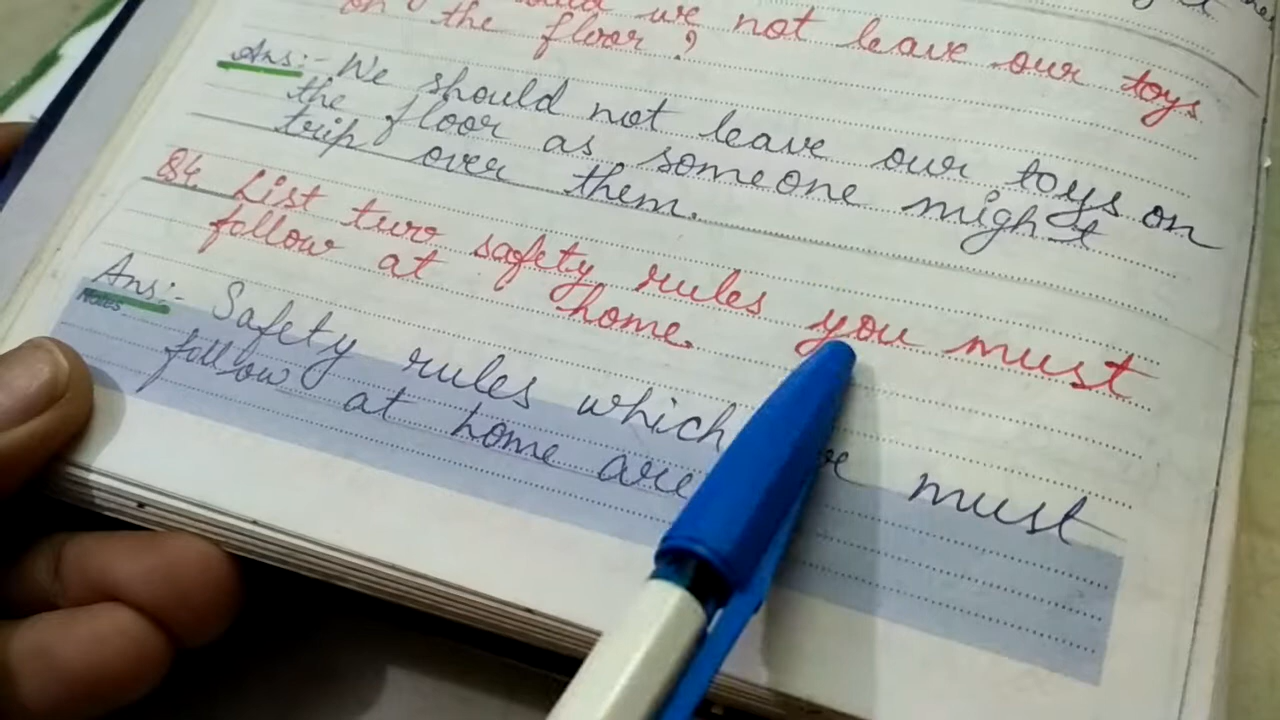 we not leave our toys
on the floor?
Ans:- We should not leave our toys on
the floor as someone might
trip over them.
Q4. List two safety rules you must
follow at home.
Ans:- Safety rules which must
Notes
follow at home are